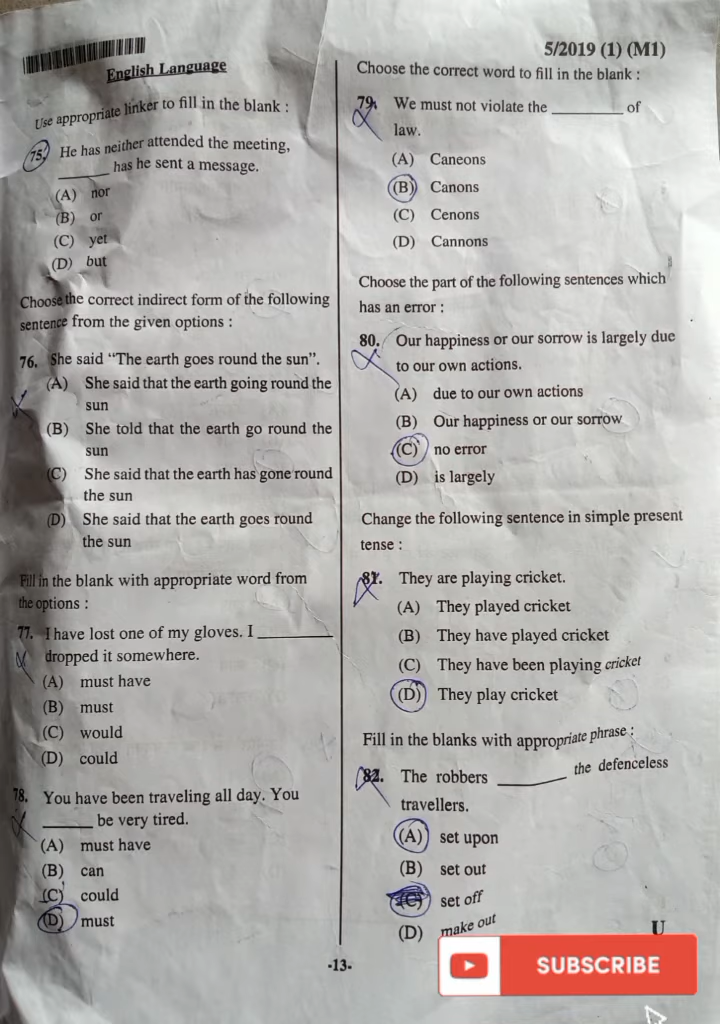 English Language
Use appropriate linker to fill in the blank :
75. He has neither attended the meeting,
______ has he sent a message.
(A) nor
(B) or
(C) yet
(D) but
Choose the correct indirect form of the following
sentence from the given options :
76. She said "The earth goes round the sun".
(A) She said that the earth going round the
sun
(B) She told that the earth go round the
sun
(C) She said that the earth has gone round
the sun
(D) She said that the earth goes round
the sun
Fill in the blank with appropriate word from
the options :
77. I have lost one of my gloves. I ______
dropped it somewhere.
(A) must have
(B) must
(C) would
(D) could
78. You have been traveling all day. You
______ be very tired.
(A) must have
(B) can
(C) could
(D) must
5/2019 (1) (M1)
Choose the correct word to fill in the blank :
79. We must not violate the ______ of
law.
(A) Caneons
(B) Canons
(C) Cenons
(D) Cannons
Choose the part of the following sentences which
has an error :
80. Our happiness or our sorrow is largely due
to our own actions.
(A) due to our own actions
(B) Our happiness or our sorrow
(C) no error
(D) is largely
Change the following sentence in simple present
tense :
81. They are playing cricket.
(A) They played cricket
(B) They have played cricket
(C) They have been playing cricket
(D) They play cricket
Fill in the blanks with appropriate phrase :
82. The robbers ______ the defenceless
travellers.
(A) set upon
(B) set out
(C) set off
(D) make out
-13-
U
SUBSCRIBE